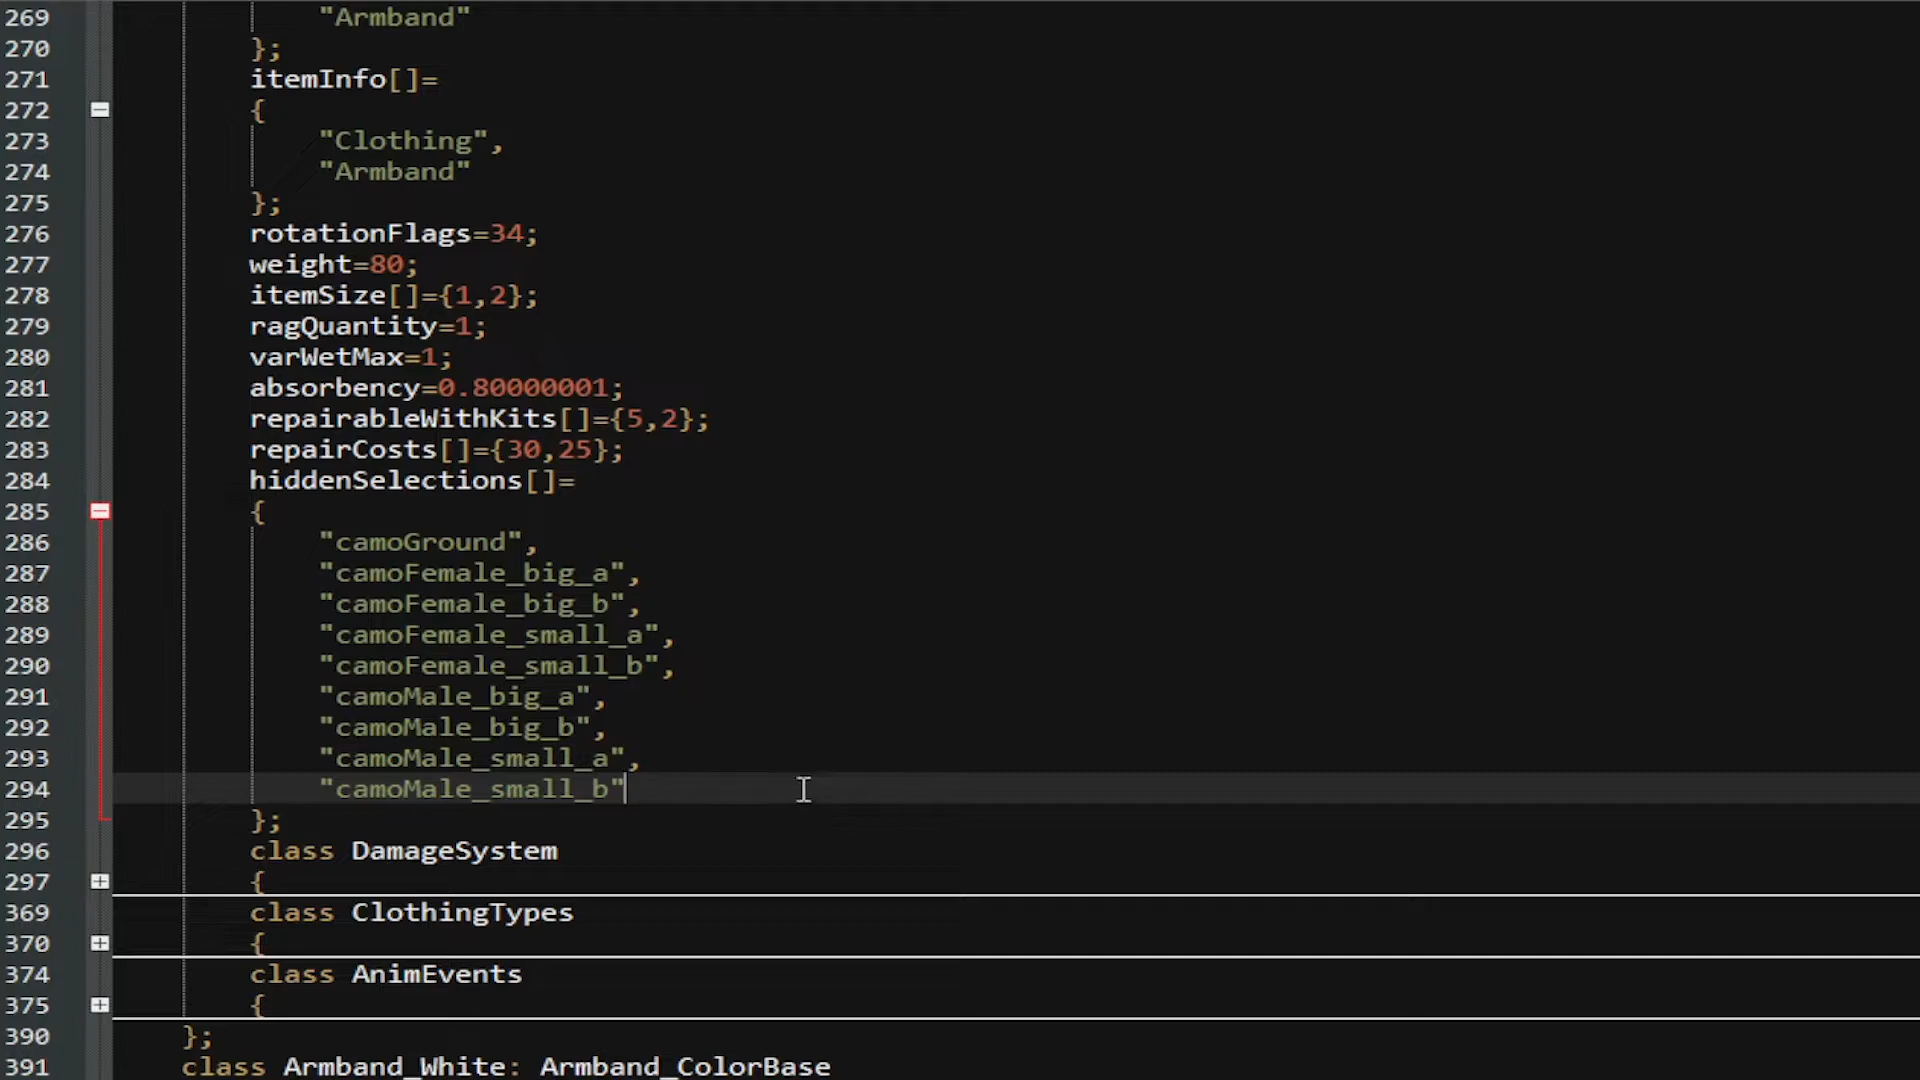 269 "Armband"
270 };
271 itemInfo[]=
272 {
273 "Clothing",
274 "Armband"
275 };
276 rotationFlags=34;
277 weight=80;
278 itemSize[]={1,2};
279 ragQuantity=1;
280 varWetMax=1;
281 absorbency=0.80000001;
282 repairableWithKits[]={5,2};
283 repairCosts[]={30,25};
284 hiddenSelections[]=
285 {
286 "camoGround",
287 "camoFemale_big_a",
288 "camoFemale_big_b",
289 "camoFemale_small_a",
290 "camoFemale_small_b",
291 "camoMale_big_a",
292 "camoMale_big_b",
293 "camoMale_small_a",
294 "camoMale_small_b"
295 };
296 class DamageSystem
297 {
369 class ClothingTypes
370 {
374 class AnimEvents
375 {
390 };
391 class Armband_White: Armband_ColorBase